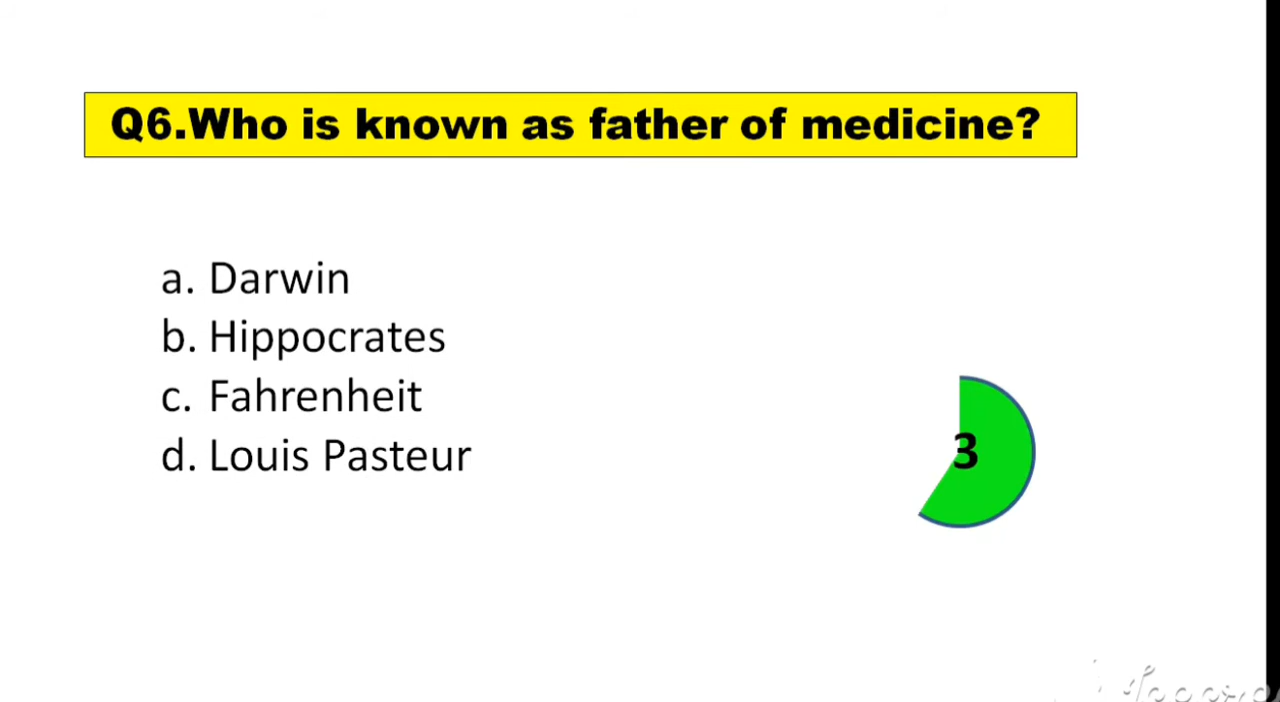 Q6.Who is known as father of medicine?
a. Darwin
b. Hippocrates
c. Fahrenheit
d. Louis Pasteur
3